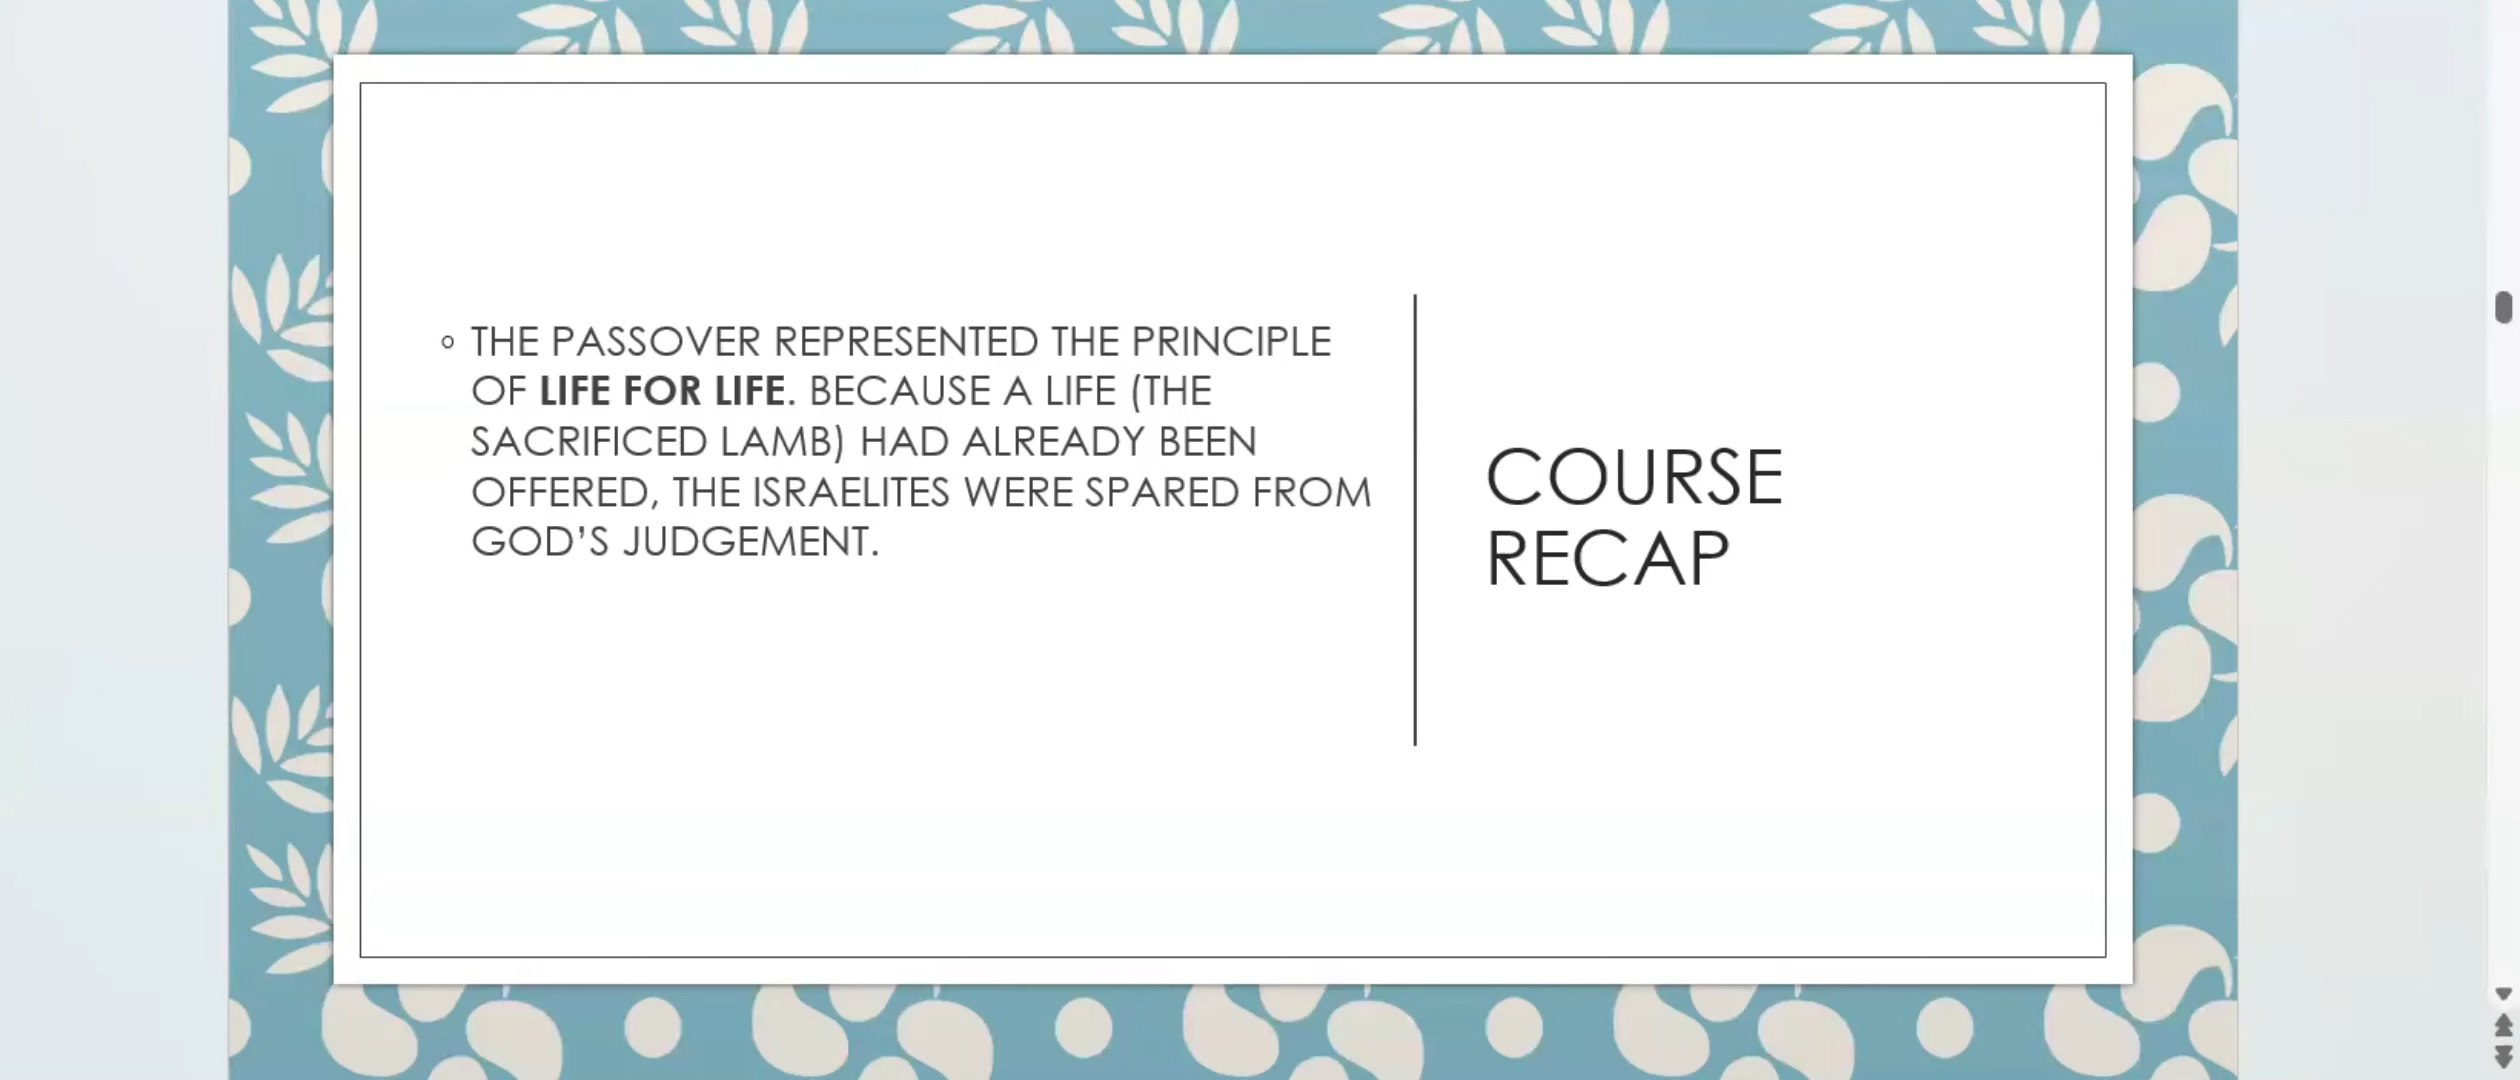 ○ THE PASSOVER REPRESENTED THE PRINCIPLE
OF LIFE FOR LIFE. BECAUSE A LIFE (THE
SACRIFICED LAMB) HAD ALREADY BEEN
OFFERED, THE ISRAELITES WERE SPARED FROM
GOD’S JUDGEMENT.
COURSE
RECAP